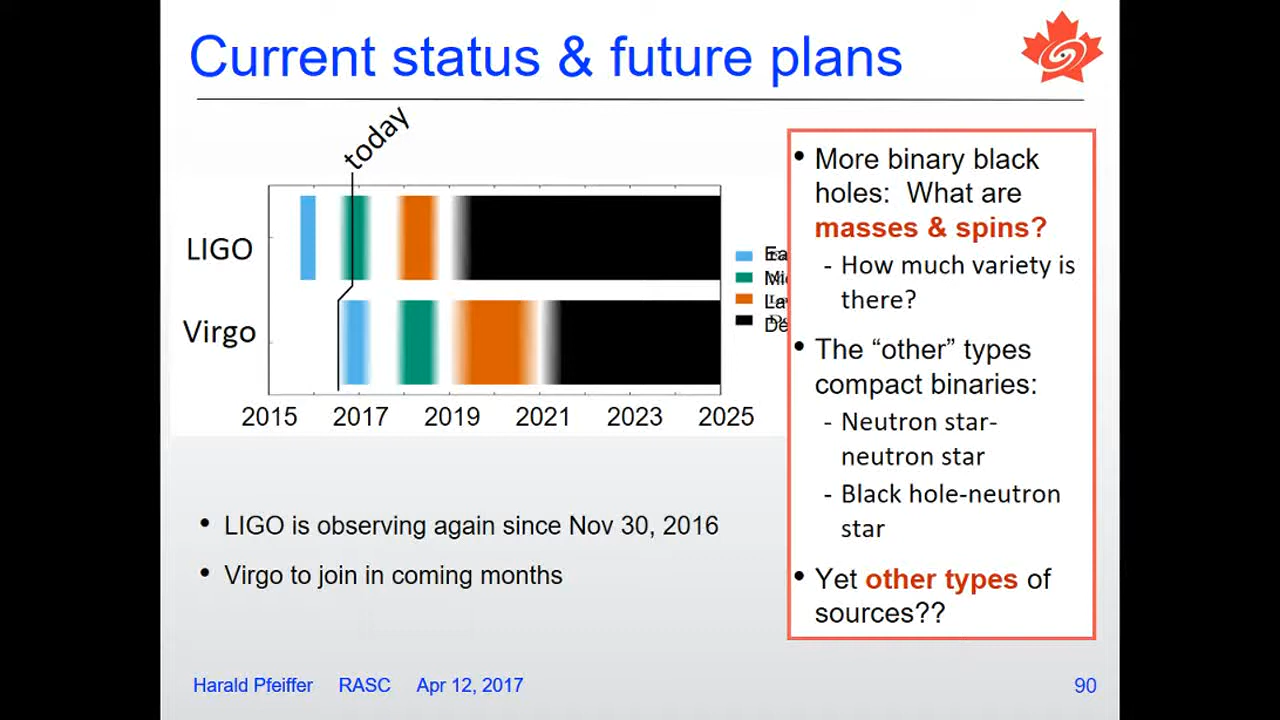 Current status & future plans
today
LIGO
Virgo
2015 2017 2019 2021 2023 2025
• LIGO is observing again since Nov 30, 2016
• Virgo to join in coming months
• More binary black
holes: What are
masses & spins?
- How much variety is
there?
• The “other” types
compact binaries:
- Neutron star-
neutron star
- Black hole-neutron
star
• Yet other types of
sources??
Harald Pfeiffer RASC Apr 12, 2017
90